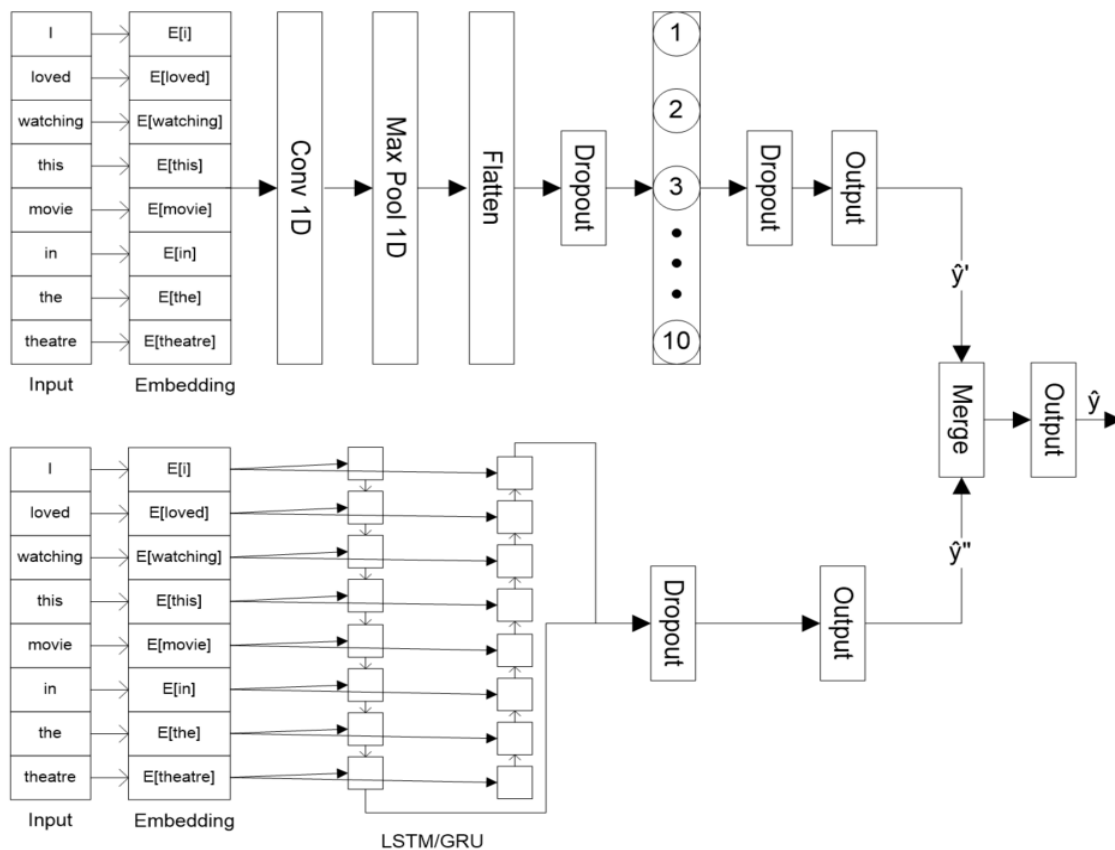 I
E[i]
loved
E[loved]
watching
E[watching]
this
E[this]
movie
E[movie]
in
E[in]
the
E[the]
theatre
E[theatre]
Input
Embedding
Conv 1D
Max Pool 1D
Flatten
Dropout
1
2
3
10
Dropout
Output
ŷ'
Merge
Output
ŷ
ŷ"
I
E[i]
loved
E[loved]
watching
E[watching]
this
E[this]
movie
E[movie]
in
E[in]
the
E[the]
theatre
E[theatre]
Input
Embedding
LSTM/GRU
Dropout
Output